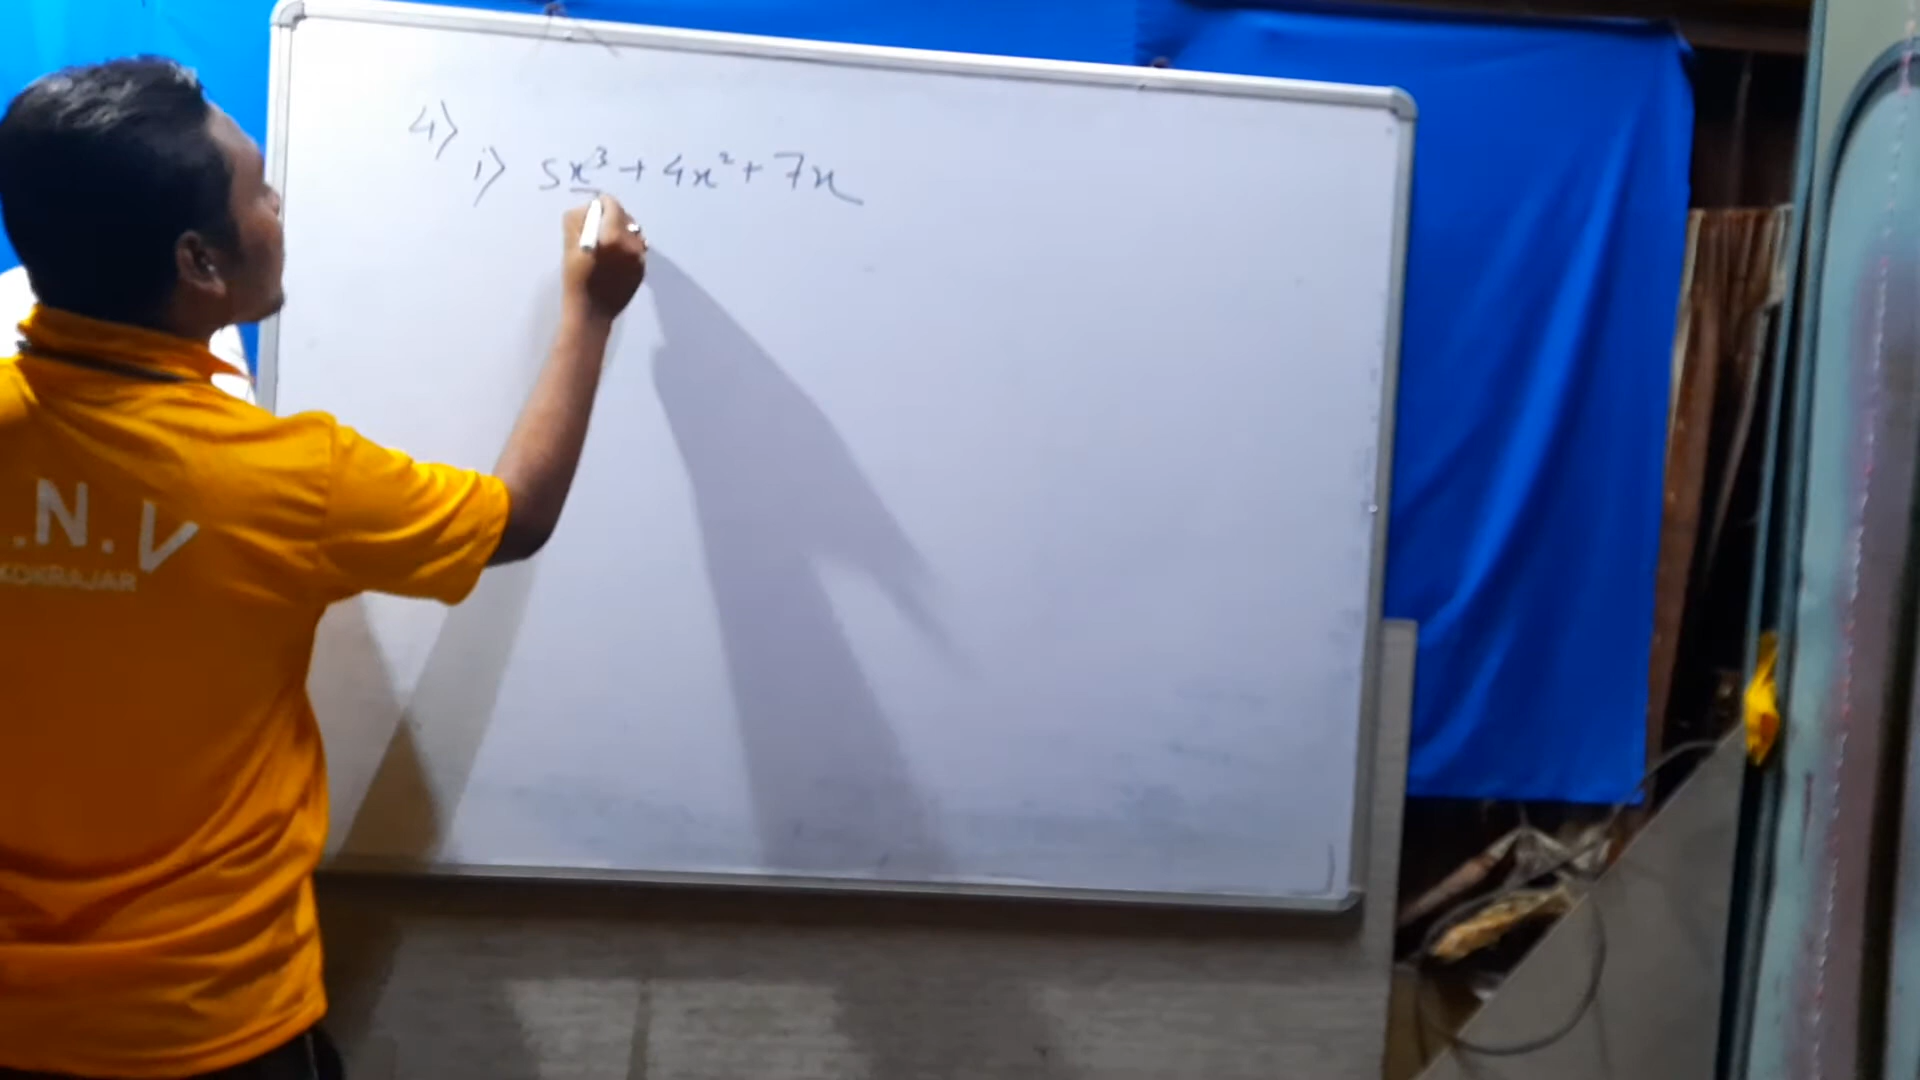 4)
i) 5x³ + 4x² + 7x
.N.V
KOKRAJAR